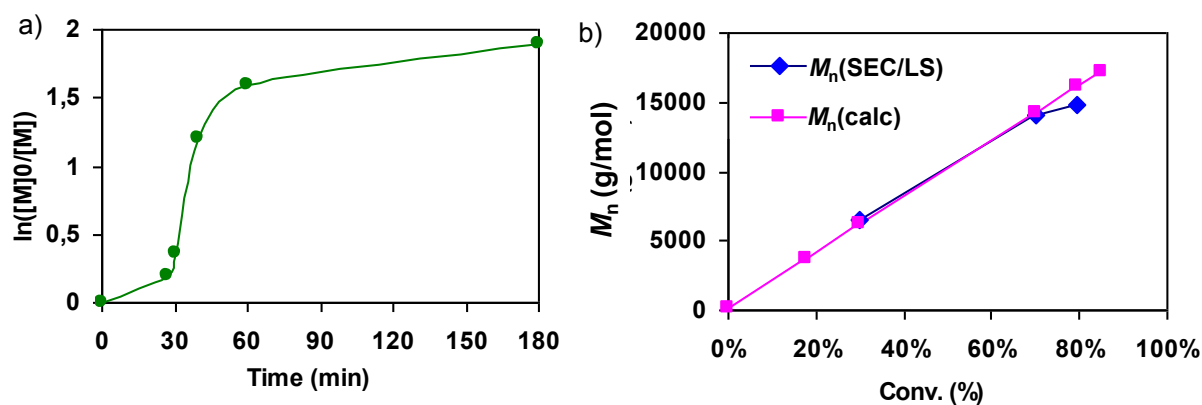 a)
ln([M]0/[M])
2
1,5
1
0,5
0
0 30 60 90 120 150 180
Time (min)
b)
Mn (g/mol)
20000
15000
10000
5000
0
Mn(SEC/LS)
Mn(calc)
0% 20% 40% 60% 80% 100%
Conv. (%)